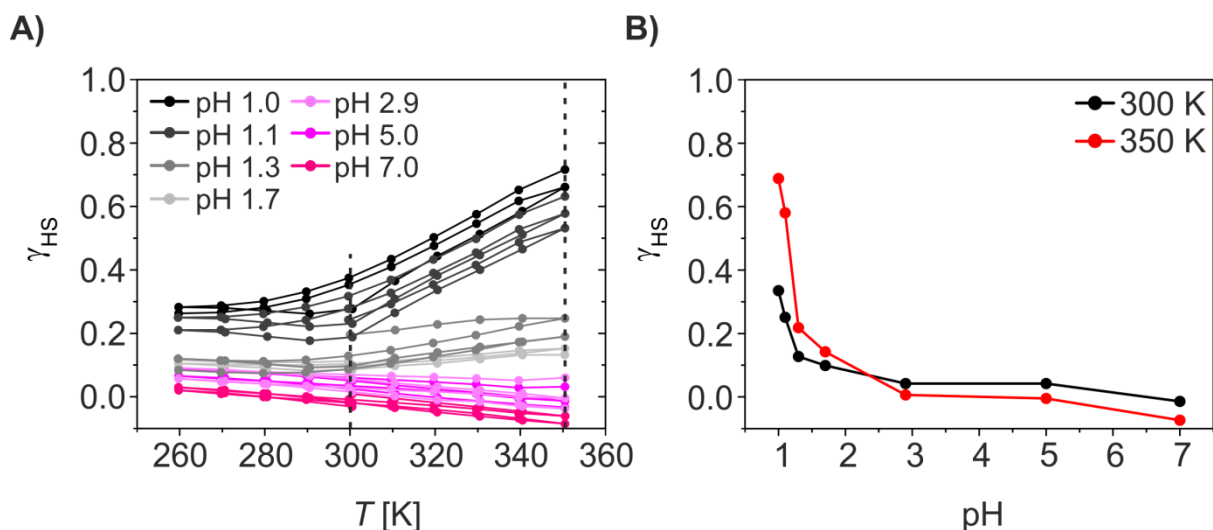 A)
γHS
1.0
0.8
0.6
0.4
0.2
0.0
pH 1.0
pH 1.1
pH 1.3
pH 1.7
pH 2.9
pH 5.0
pH 7.0
260 280 300 320 340 360
T [K]
B)
γHS
1.0
0.8
0.6
0.4
0.2
0.0
300 K
350 K
1 2 3 4 5 6 7
pH